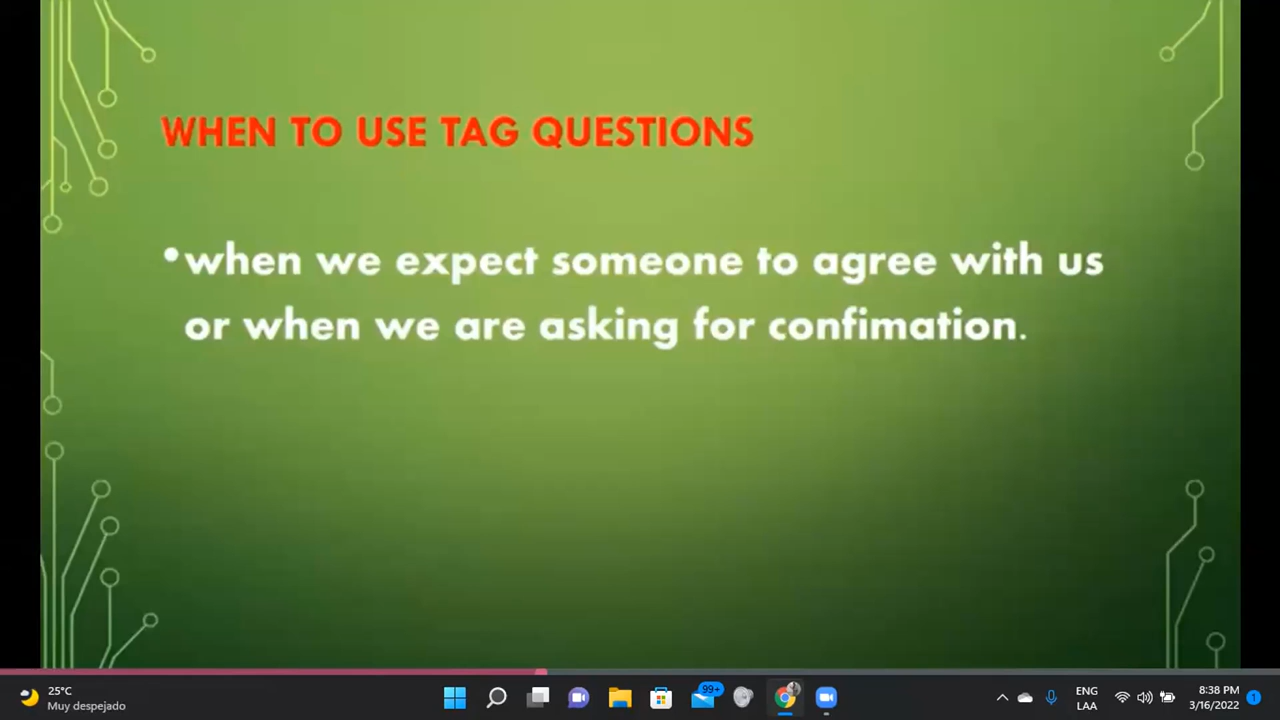 WHEN TO USE TAG QUESTIONS
•when we expect someone to agree with us
or when we are asking for confimation.
25°C
Muy despejado
99+
ENG
LAA
8:38 PM
3/16/2022
1